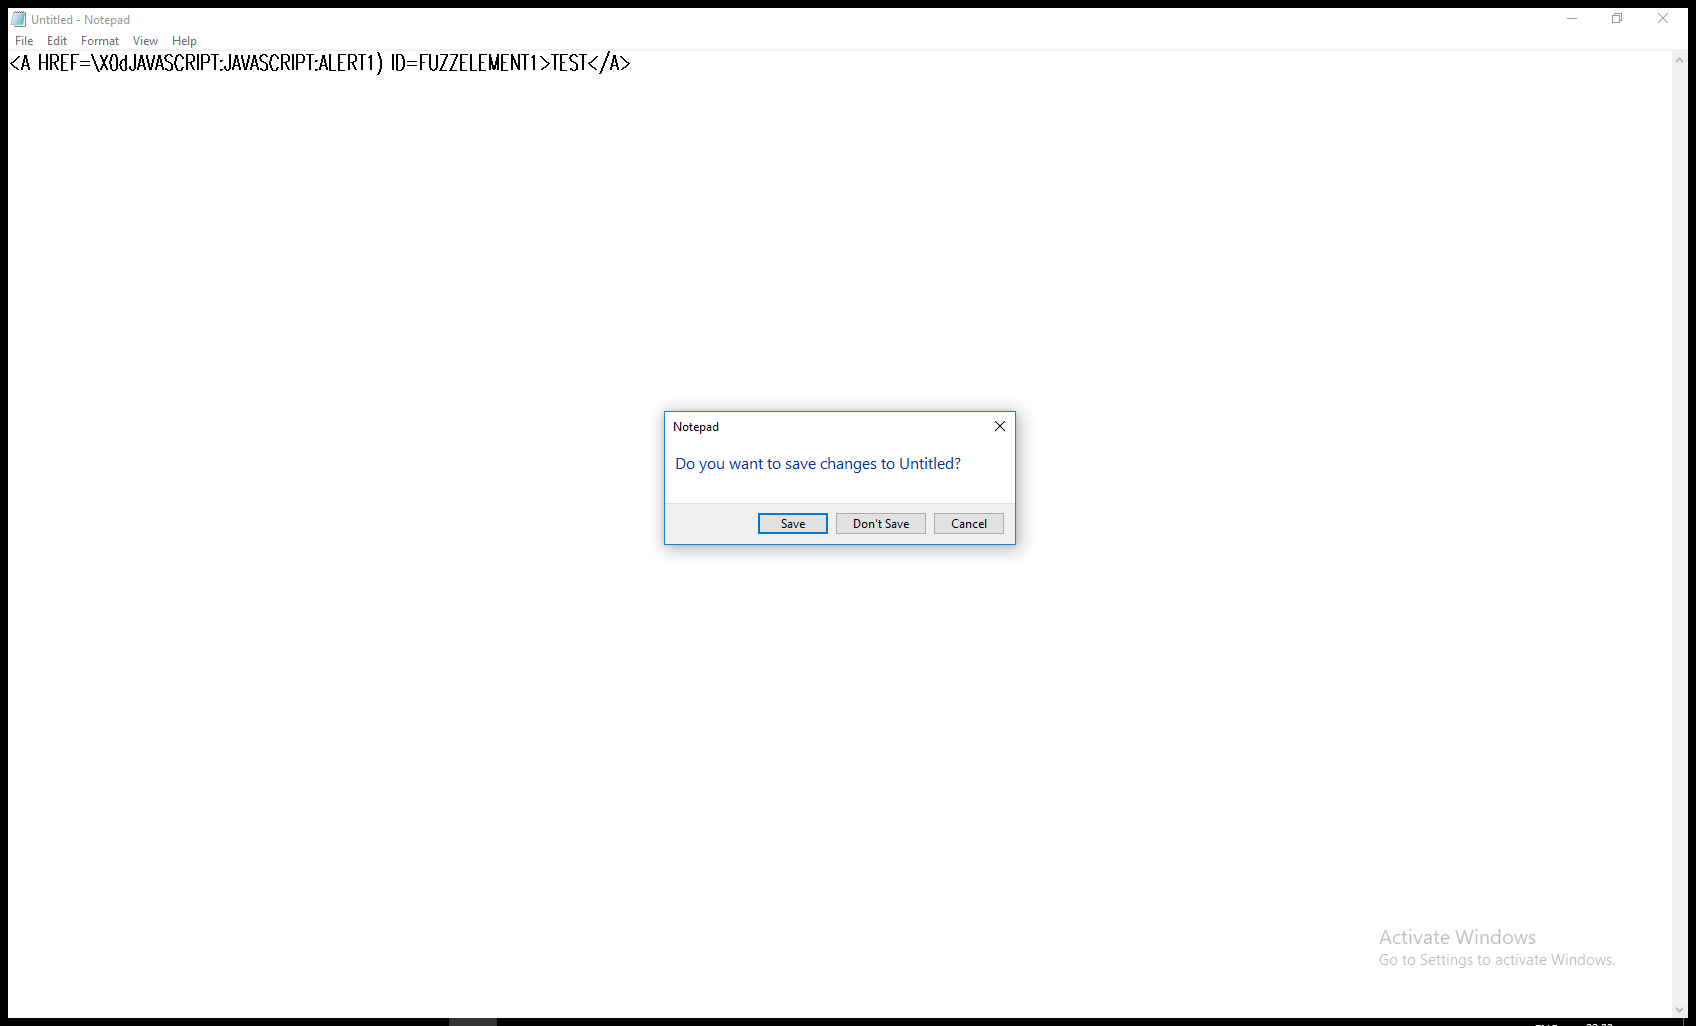 Untitled - Notepad
File Edit Format View Help
<A HREF=\X0dJAVASCRIPT:JAVASCRIPT:ALERT1) ID=FUZZELEMENT1>TEST</A>
Notepad
Do you want to save changes to Untitled?
Save Don't Save Cancel
Activate Windows
Go to Settings to activate Windows.